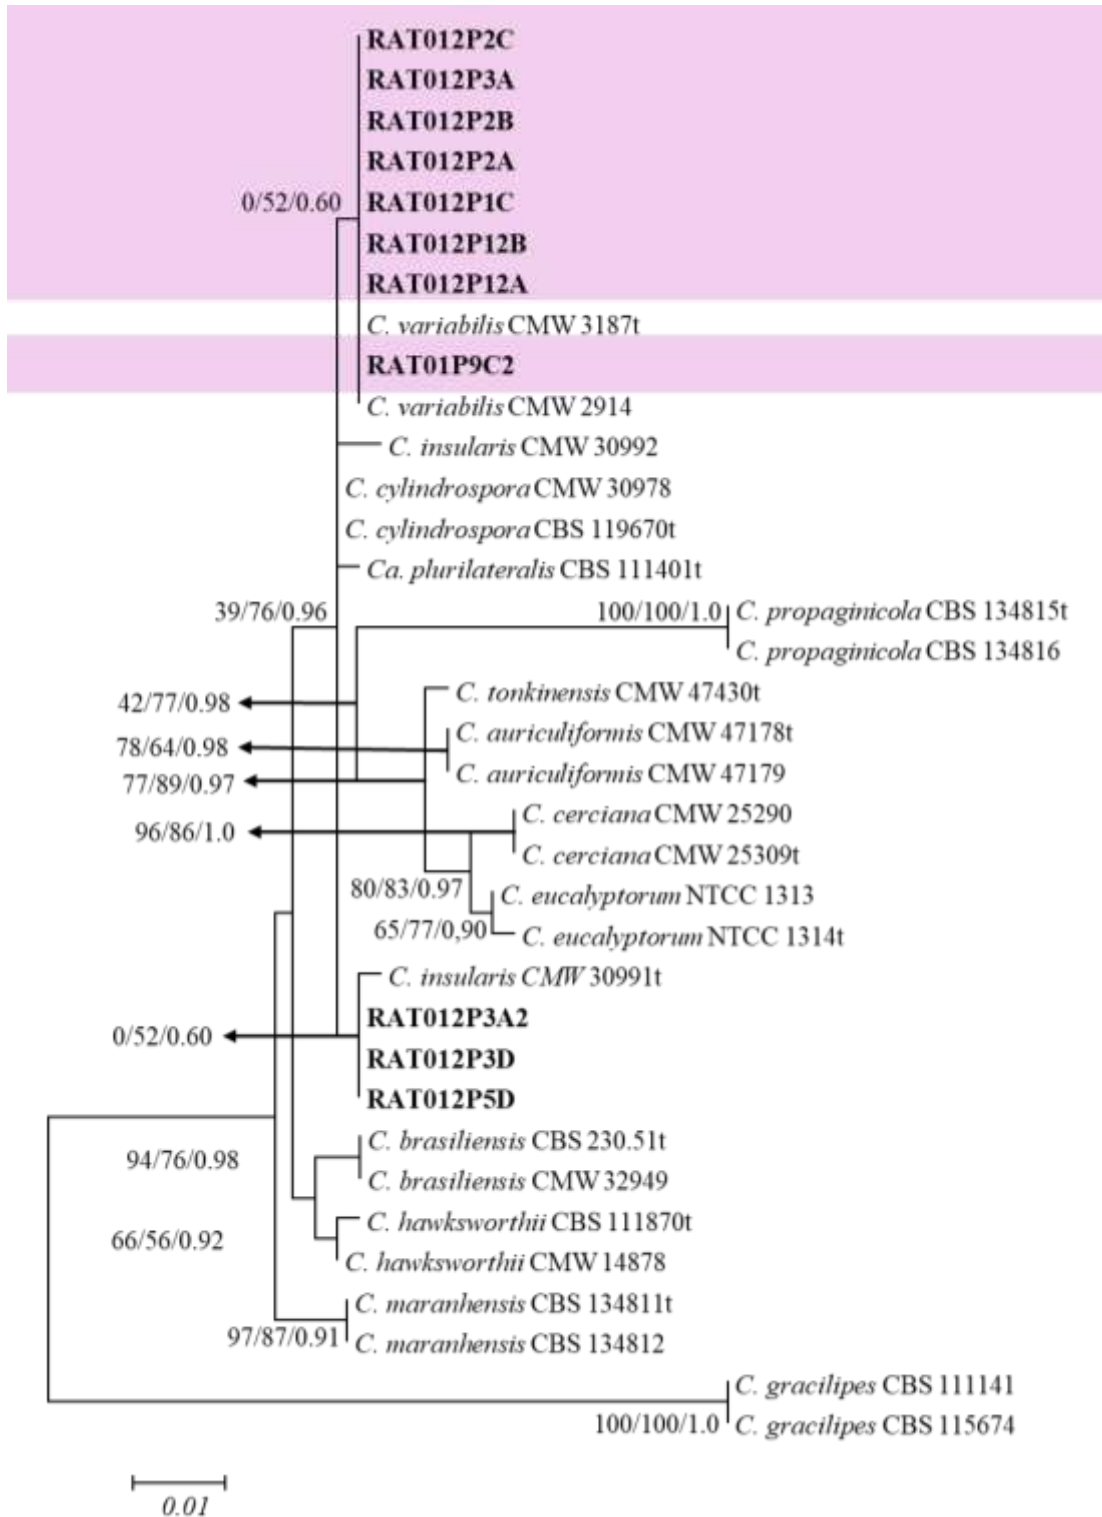 RAT012P2C
RAT012P3A
RAT012P2B
RAT012P2A
0/52/0.60 RAT012P1C
RAT012P12B
RAT012P12A
C. variabilis CMW 3187t
RAT01P9C2
C. variabilis CMW 2914
C. insularis CMW 30992
C. cylindrospora CMW 30978
C. cylindrospora CBS 119670t
Ca. plurilateralis CBS 111401t
39/76/0.96 100/100/1.0 C. propaginicola CBS 134815t
C. propaginicola CBS 134816
C. tonkinensis CMW 47430t
42/77/0.98
C. auriculiformis CMW 47178t
78/64/0.98
C. auriculiformis CMW 47179
77/89/0.97
C. cerciana CMW 25290
96/86/1.0
C. cerciana CMW 25309t
80/83/0.97 C. eucalyptorum NTCC 1313
65/77/0,90 C. eucalyptorum NTCC 1314t
C. insularis CMW 30991t
RAT012P3A2
0/52/0.60
RAT012P3D
RAT012P5D
C. brasiliensis CBS 230.51t
94/76/0.98
C. brasiliensis CMW 32949
C. hawksworthii CBS 111870t
66/56/0.92
C. hawksworthii CMW 14878
C. maranhensis CBS 134811t
97/87/0.91 C. maranhensis CBS 134812
C. gracilipes CBS 111141
100/100/1.0 C. gracilipes CBS 115674
0.01